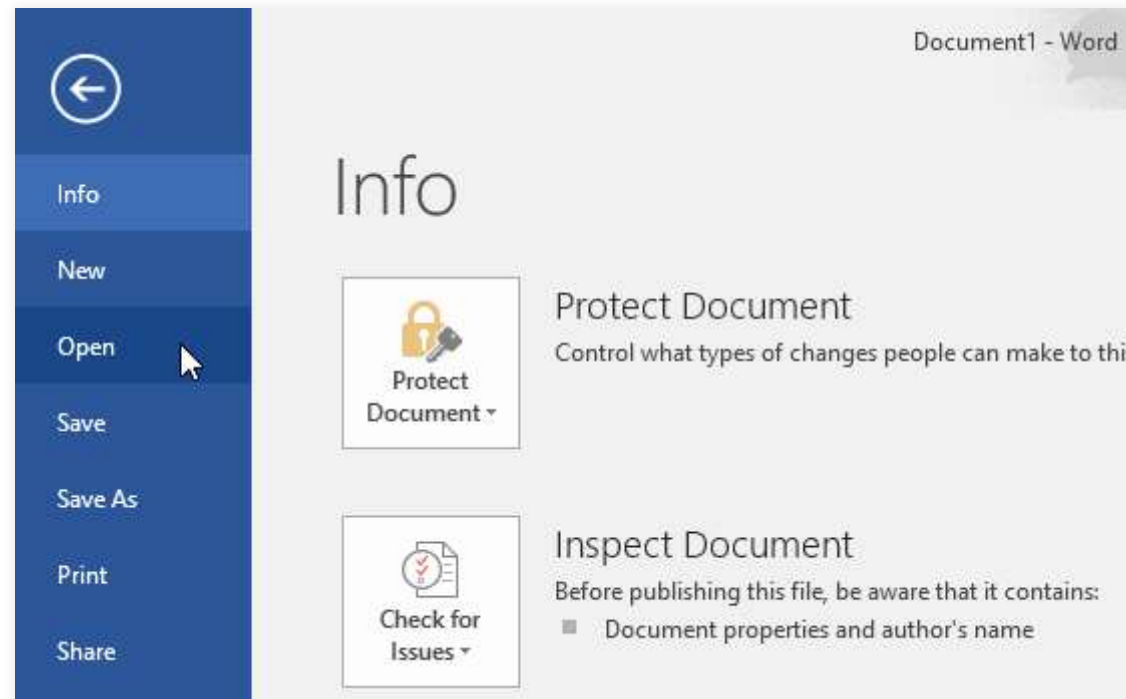 Document1 - Word
Info
New
Open
Save
Save As
Print
Share
Info
Protect
Document
Protect Document
Control what types of changes people can make to thi
Check for
Issues
Inspect Document
Before publishing this file, be aware that it contains:
Document properties and author's name